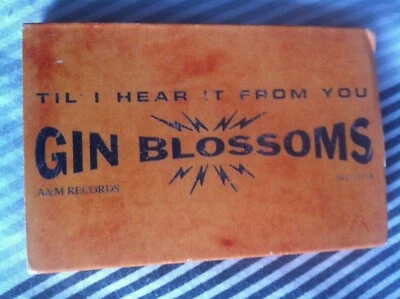 TIL I HEAR IT FROM YOU
GIN BLOSSOMS
A&M RECORDS